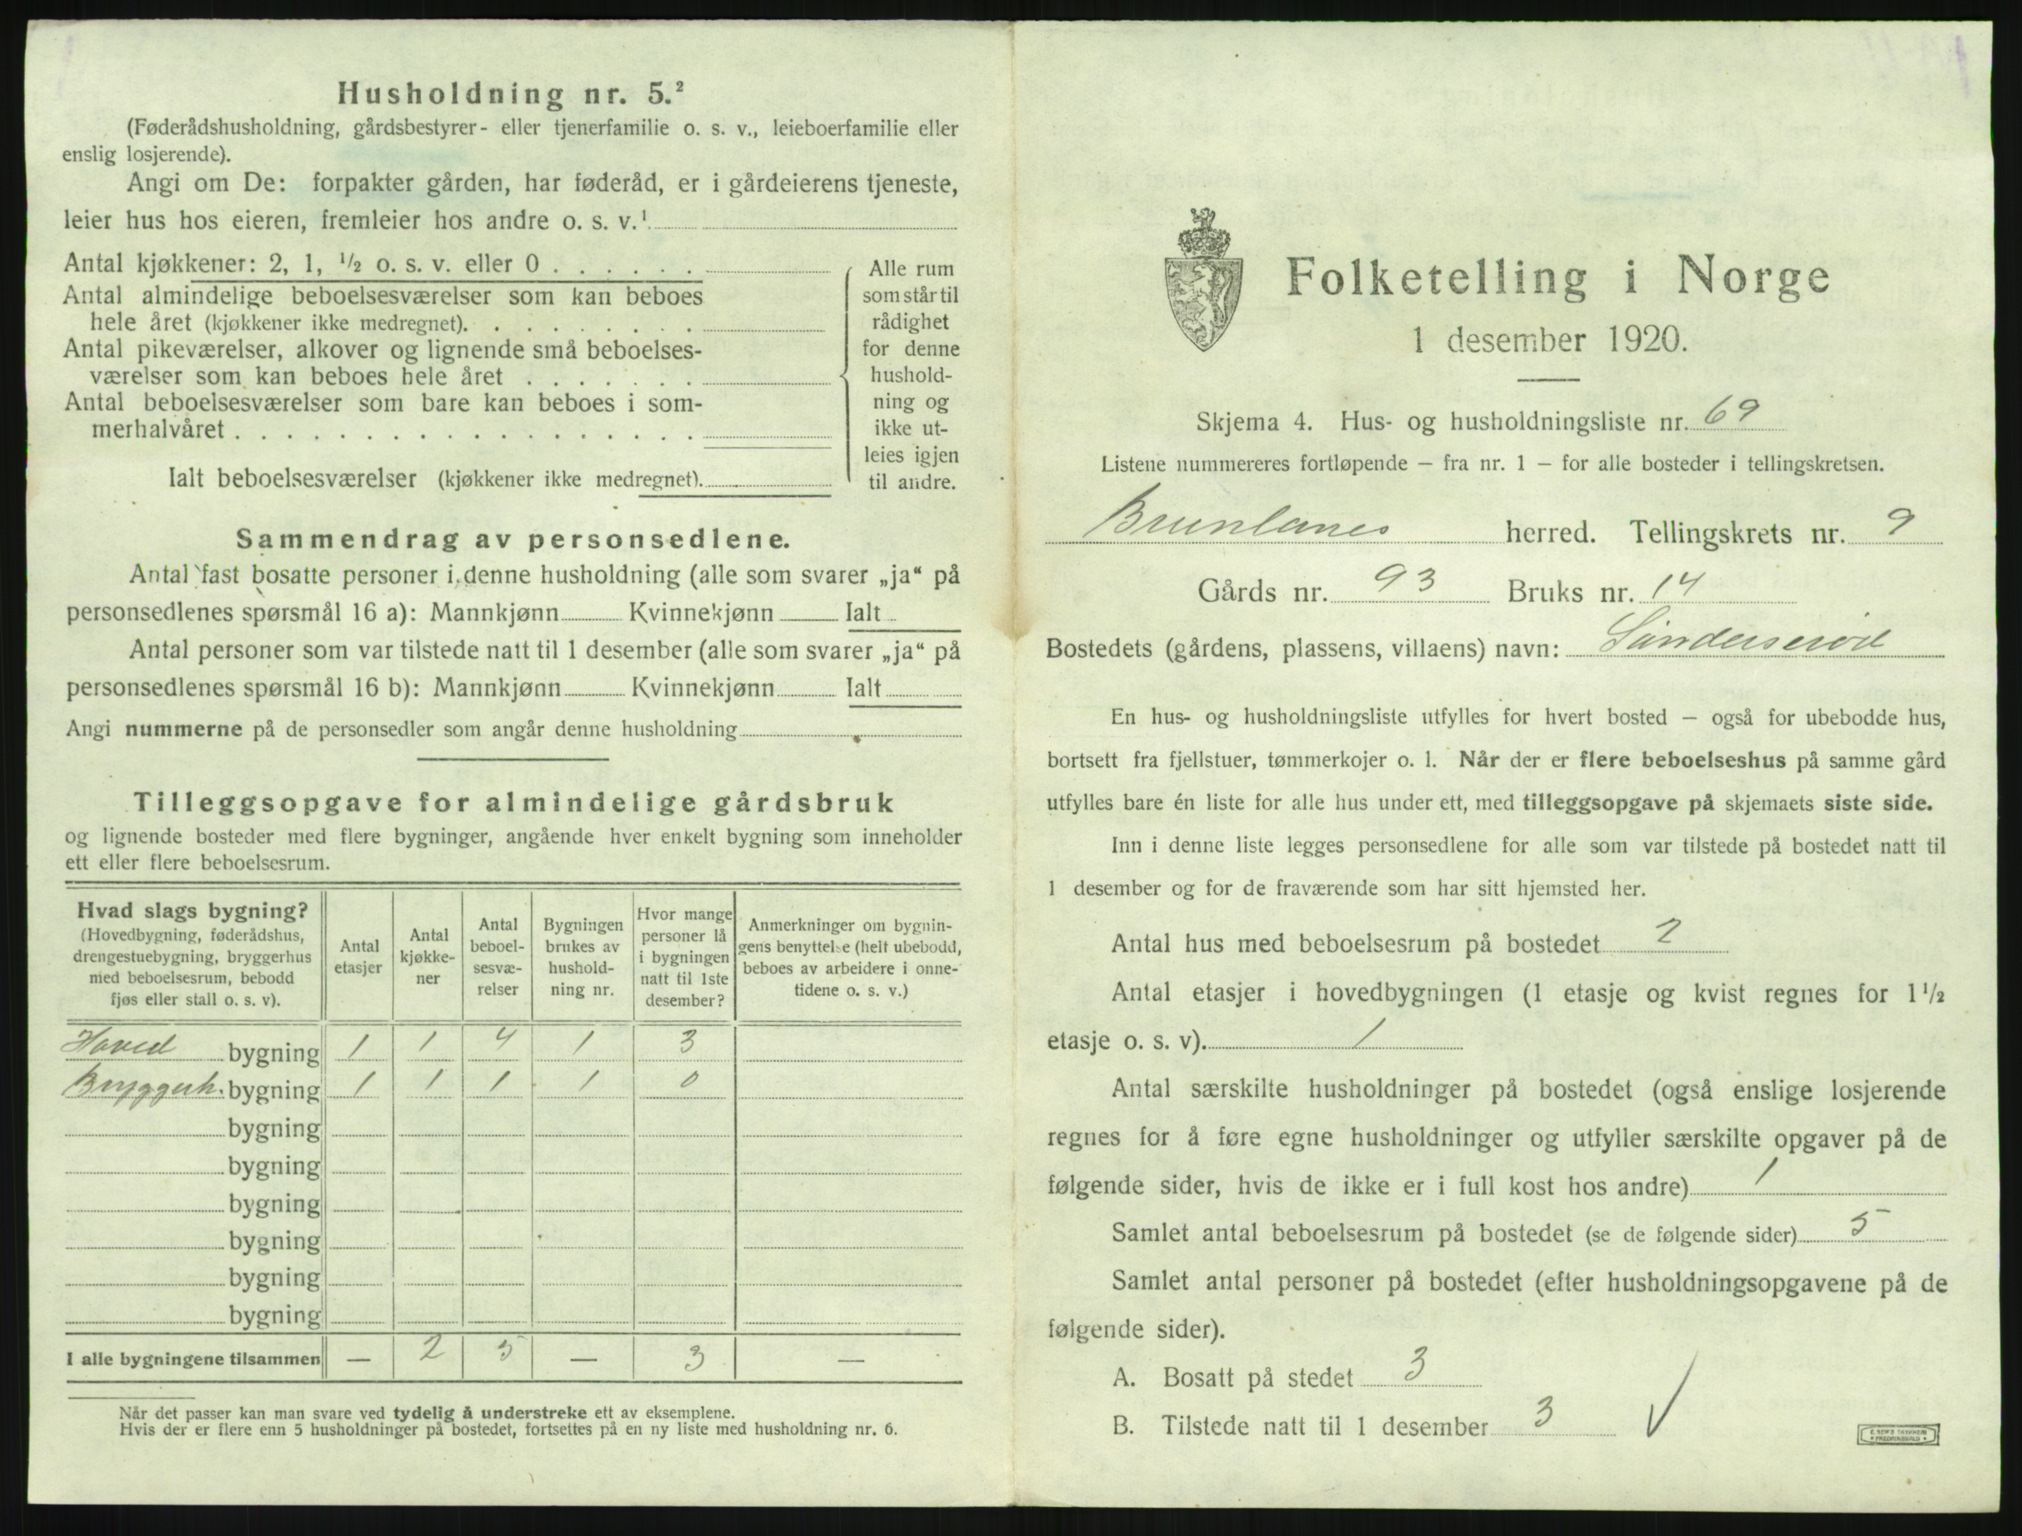 Husholdning nr. 5.²
(Føderådshusholdning, gårdsbestyrer- eller tjenerfamilie o. s. v., leieboerfamilie eller
enslig losjerende).
Angi om De: forpakter gården, har føderåd, er i gårdeierens tjeneste,
leier hus hos eieren, fremleier hos andre o. s. v.¹
Antal kjøkkener: 2, 1, ½ o. s. v. eller 0
Antal almindelige beboelsesværelser som kan beboes
hele året (kjøkkener ikke medregnet).
Antal pikeværelser, alkover og lignende små beboelses-
værelser som kan beboes hele året
Antal beboelsesværelser som bare kan beboes i som-
merhalvåret
Ialt beboelsesværelser (kjøkkener ikke medregnet).
Alle rum
som står til
rådighet
for denne
hushold-
ning og
ikke ut-
leies igjen
til andre.
Sammendrag av personsedlene.
Antal fast bosatte personer i denne husholdning (alle som svarer „ja“ på
personsedlenes spørsmål 16 a): Mannkjønn Kvinnekjønn Ialt
Antal personer som var tilstede natt til 1 desember (alle som svarer „ja“ på
personsedlenes spørsmål 16 b): Mannkjønn Kvinnekjønn Ialt
Angi nummerne på de personsedler som angår denne husholdning
Tilleggsopgave for almindelige gårdsbruk
og lignende bosteder med flere bygninger, angående hver enkelt bygning som inneholder
ett eller flere beboelsesrum.
Hvad slags bygning?
(Hovedbygning, føderådshus,
drengestuebygning, bryggerhus
med beboelsesrum, bebodd
fjøs eller stall o. s. v).
Antal
etasjer
Antal
kjøkke-
ner
Antal
beboel-
sesvæ-
relser
Bygningen
brukes av
hushold-
ning nr.
Hvor mange
personer lå
i bygningen
natt til 1ste
desember?
Anmerkninger om bygnin-
gens benyttelse (helt ubebodd,
beboes av arbeidere i onne-
tidene o. s. v.)
Hoved bygning 1 1 4 1 3
Bryggerh. bygning 1 1 1 1 0
bygning
bygning
bygning
bygning
bygning
bygning
I alle bygningene tilsammen — 2 5 — 3 —
Når det passer kan man svare ved tydelig å understreke ett av eksemplene.
Hvis der er flere enn 5 husholdninger på bostedet, fortsettes på en ny liste med husholdning nr. 6.
Folketelling i Norge
1 desember 1920.
Skjema 4. Hus- og husholdningsliste nr. 69
Listene nummereres fortløpende — fra nr. 1 — for alle bosteder i tellingskretsen.
Brunlanes herred. Tellingskrets nr. 9
Gårds nr. 93 Bruks nr. 14
Bostedets (gårdens, plassens, villaens) navn: Sønderserød
En hus- og husholdningsliste utfylles for hvert bosted — også for ubebodde hus,
bortsett fra fjellstuer, tømmerkojer o. l. Når der er flere beboelseshus på samme gård
utfylles bare én liste for alle hus under ett, med tilleggsopgave på skjemaets siste side.
Inn i denne liste legges personsedlene for alle som var tilstede på bostedet natt til
1 desember og for de fraværende som har sitt hjemsted her.
Antal hus med beboelsesrum på bostedet 2
Antal etasjer i hovedbygningen (1 etasje og kvist regnes for 1½
etasje o. s. v). 1
Antal særskilte husholdninger på bostedet (også enslige losjerende
regnes for å føre egne husholdninger og utfyller særskilte opgaver på de
følgende sider, hvis de ikke er i full kost hos andre) 1
Samlet antal beboelsesrum på bostedet (se de følgende sider) 5
Samlet antal personer på bostedet (efter husholdningsopgavene på de
følgende sider).
A. Bosatt på stedet 3
B. Tilstede natt til 1 desember 3